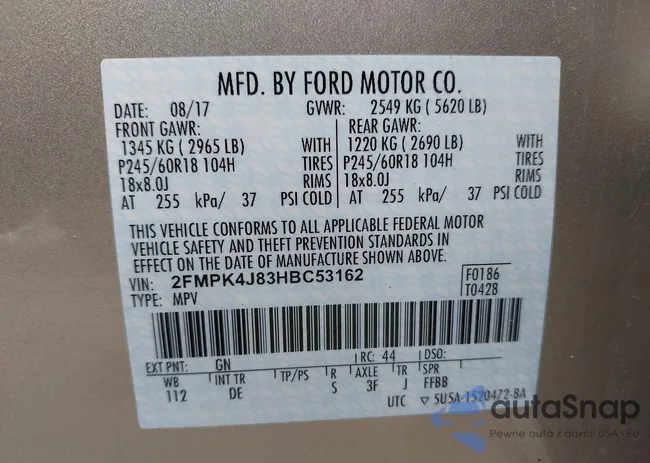 MFD. BY FORD MOTOR CO.
DATE: 08/17 GVWR: 2549 KG ( 5620 LB)
FRONT GAWR: REAR GAWR:
1345 KG ( 2965 LB) WITH 1220 KG ( 2690 LB) WITH
P245/60R18 104H TIRES P245/60R18 104H TIRES
18x8.0J RIMS 18x8.0J RIMS
AT 255 kPa/ 37 PSI COLD AT 255 kPa/ 37 PSI COLD
THIS VEHICLE CONFORMS TO ALL APPLICABLE FEDERAL MOTOR
VEHICLE SAFETY AND THEFT PREVENTION STANDARDS IN
EFFECT ON THE DATE OF MANUFACTURE SHOWN ABOVE.
VIN: 2FMPK4J83HBC53162 F0186
TYPE: MPV T0428
EXT PNT: GN RC: 44 DSO:
WB INT TR TP/PS R AXLE TR SPR
112 DE S 3F J FFBB
UTC ▽ 5U5A-1520472-BA
autaSnap
Pewne auta z aukcji USA - EU